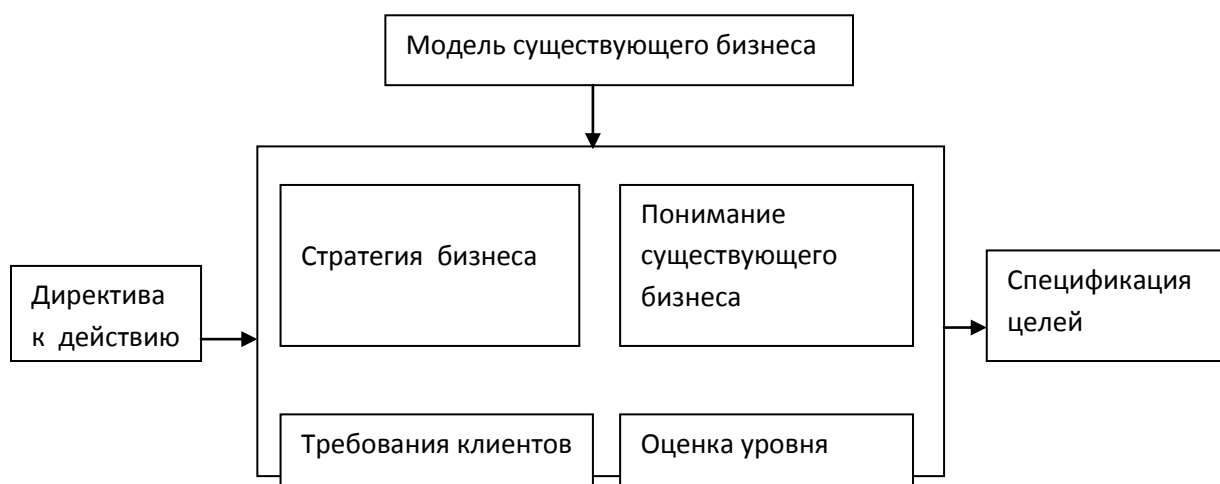 Модель существующего бизнеса
Стратегия бизнеса
Понимание
существующего
бизнеса
Директива
к действию
Спецификация
целей
Требования клиентов
Оценка уровня